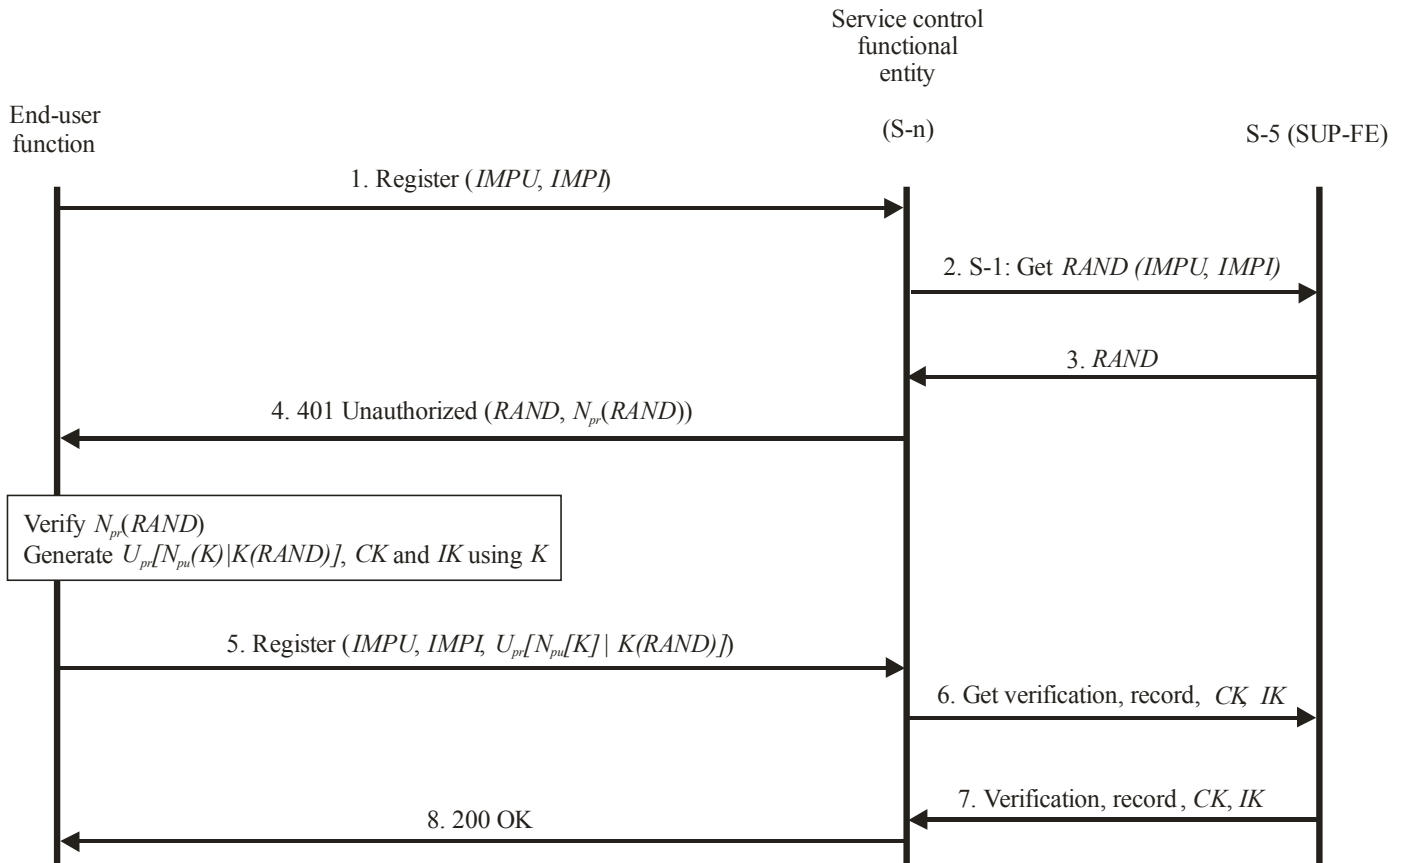 Service control
functional
entity
(S-n)
End-user
function
S-5 (SUP-FE)
1. Register (IMPU, IMPI)
2. S-1: Get RAND (IMPU, IMPI)
3. RAND
4. 401 Unauthorized (RAND, Npr(RAND))
Verify Npr(RAND)
Generate Upr[Npu(K)|K(RAND)], CK and IK using K
5. Register (IMPU, IMPI, Upr[Npu[K] | K(RAND)])
6. Get verification, record, CK, IK
7. Verification, record , CK, IK
8. 200 OK